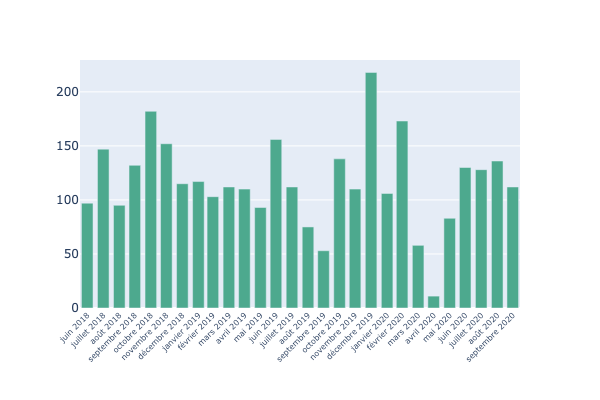 200
150
100
50
0
juin 2018
juillet 2018
août 2018
septembre 2018
octobre 2018
novembre 2018
décembre 2018
janvier 2019
février 2019
mars 2019
avril 2019
mai 2019
juin 2019
juillet 2019
août 2019
septembre 2019
octobre 2019
novembre 2019
décembre 2019
janvier 2020
février 2020
mars 2020
avril 2020
mai 2020
juin 2020
juillet 2020
août 2020
septembre 2020